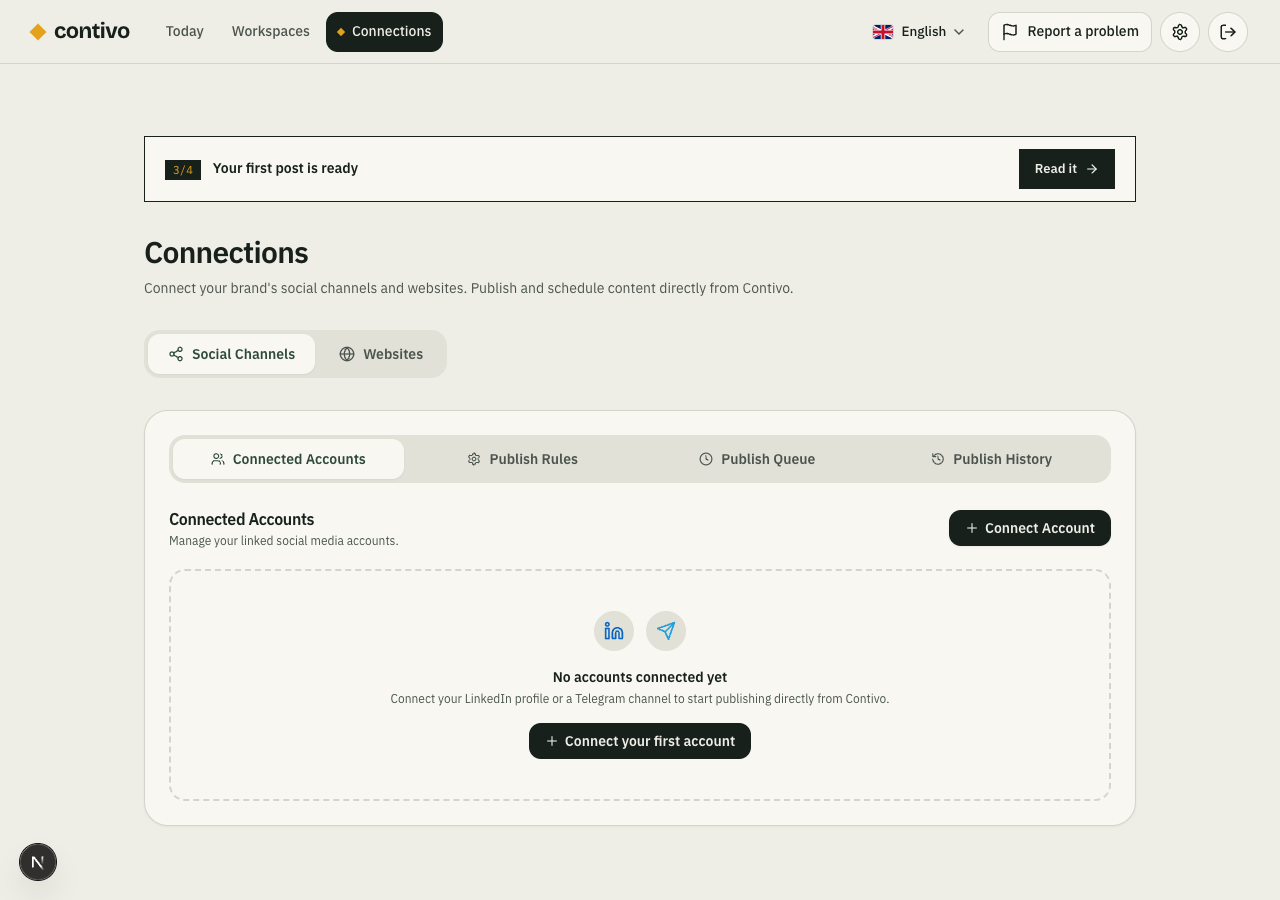 contivo
Today
Workspaces
Connections
English
Report a problem
3/4
Your first post is ready
Read it
Connections
Connect your brand's social channels and websites. Publish and schedule content directly from Contivo.
Social Channels
Websites
Connected Accounts
Publish Rules
Publish Queue
Publish History
Connected Accounts
Manage your linked social media accounts.
Connect Account
in
No accounts connected yet
Connect your LinkedIn profile or a Telegram channel to start publishing directly from Contivo.
Connect your first account
N